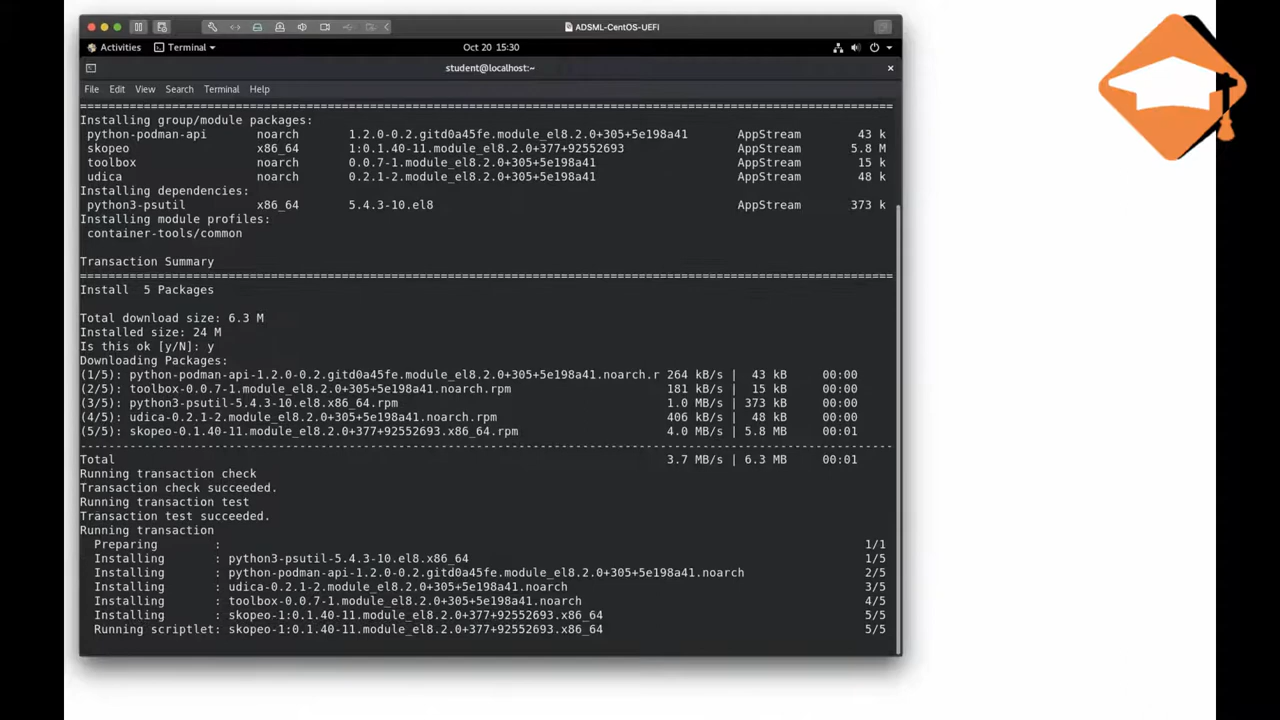 ADSML-CentOS-UEFI
Activities Terminal Oct 20 15:30
student@localhost:~
File Edit View Search Terminal Help
================================================================================================================
Installing group/module packages:
python-podman-api noarch 1.2.0-0.2.gitd0a45fe.module_el8.2.0+305+5e198a41 AppStream 43 k
skopeo x86_64 1:0.1.40-11.module_el8.2.0+377+92552693 AppStream 5.8 M
toolbox noarch 0.0.7-1.module_el8.2.0+305+5e198a41 AppStream 15 k
udica noarch 0.2.1-2.module_el8.2.0+305+5e198a41 AppStream 48 k
Installing dependencies:
python3-psutil x86_64 5.4.3-10.el8 AppStream 373 k
Installing module profiles:
container-tools/common
Transaction Summary
================================================================================================================
Install 5 Packages
Total download size: 6.3 M
Installed size: 24 M
Is this ok [y/N]: y
Downloading Packages:
(1/5): python-podman-api-1.2.0-0.2.gitd0a45fe.module_el8.2.0+305+5e198a41.noarch.r 264 kB/s | 43 kB 00:00
(2/5): toolbox-0.0.7-1.module_el8.2.0+305+5e198a41.noarch.rpm 181 kB/s | 15 kB 00:00
(3/5): python3-psutil-5.4.3-10.el8.x86_64.rpm 1.0 MB/s | 373 kB 00:00
(4/5): udica-0.2.1-2.module_el8.2.0+305+5e198a41.noarch.rpm 406 kB/s | 48 kB 00:00
(5/5): skopeo-0.1.40-11.module_el8.2.0+377+92552693.x86_64.rpm 4.0 MB/s | 5.8 MB 00:01
----------------------------------------------------------------------------------------------------------------
Total 3.7 MB/s | 6.3 MB 00:01
Running transaction check
Transaction check succeeded.
Running transaction test
Transaction test succeeded.
Running transaction
Preparing : 1/1
Installing : python3-psutil-5.4.3-10.el8.x86_64 1/5
Installing : python-podman-api-1.2.0-0.2.gitd0a45fe.module_el8.2.0+305+5e198a41.noarch 2/5
Installing : udica-0.2.1-2.module_el8.2.0+305+5e198a41.noarch 3/5
Installing : toolbox-0.0.7-1.module_el8.2.0+305+5e198a41.noarch 4/5
Installing : skopeo-1:0.1.40-11.module_el8.2.0+377+92552693.x86_64 5/5
Running scriptlet: skopeo-1:0.1.40-11.module_el8.2.0+377+92552693.x86_64 5/5